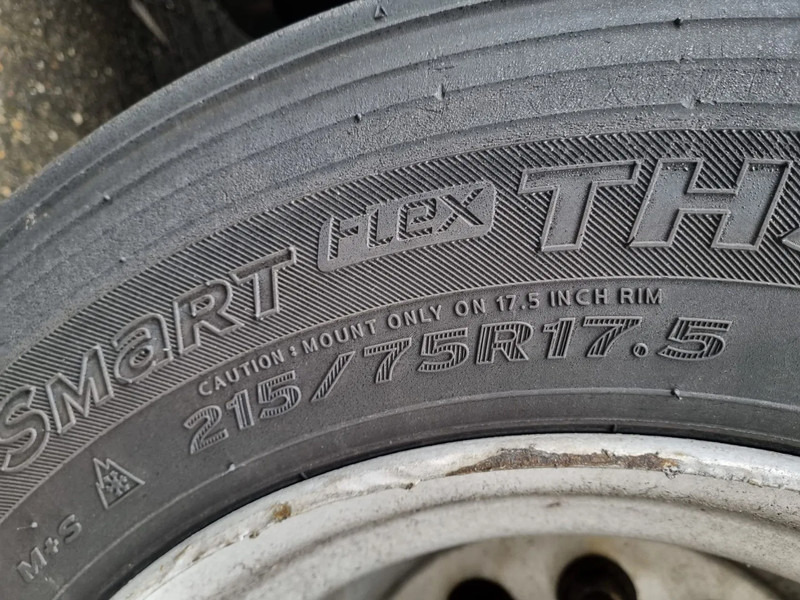 SMaRT FLEX TH
CAUTION : MOUNT ONLY ON 17.5 INCH RIM
215/75R17.5
M+S